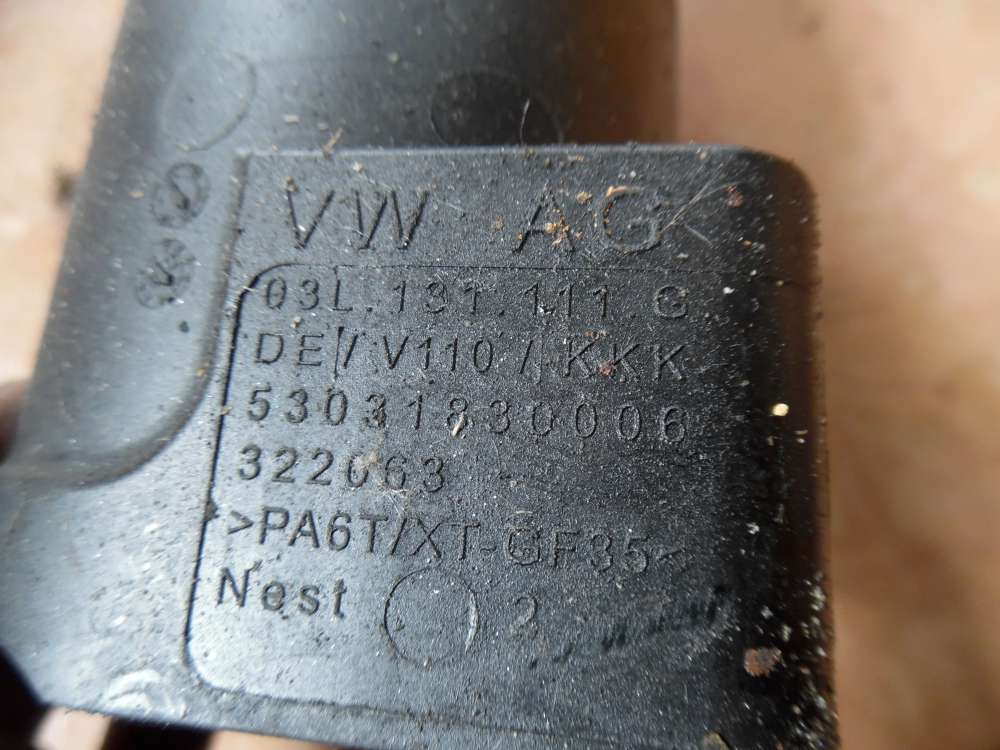 VW AG
03L.131.111.G
DE/V110/KKK
53031830006
322063
>PA6T/XT-GF35<
Nest 2